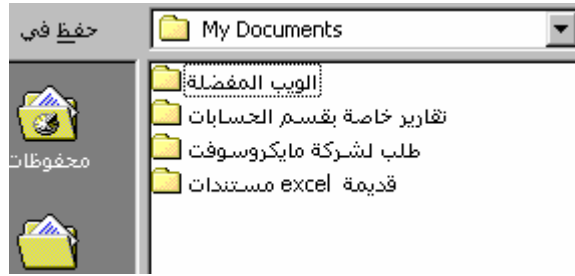 حفظ في
My Documents
الويب المفضلة
تقارير خاصة بقسم الحسابات
طلب لشركة مايكروسوفت
قديمة excel مستندات
محفوظات